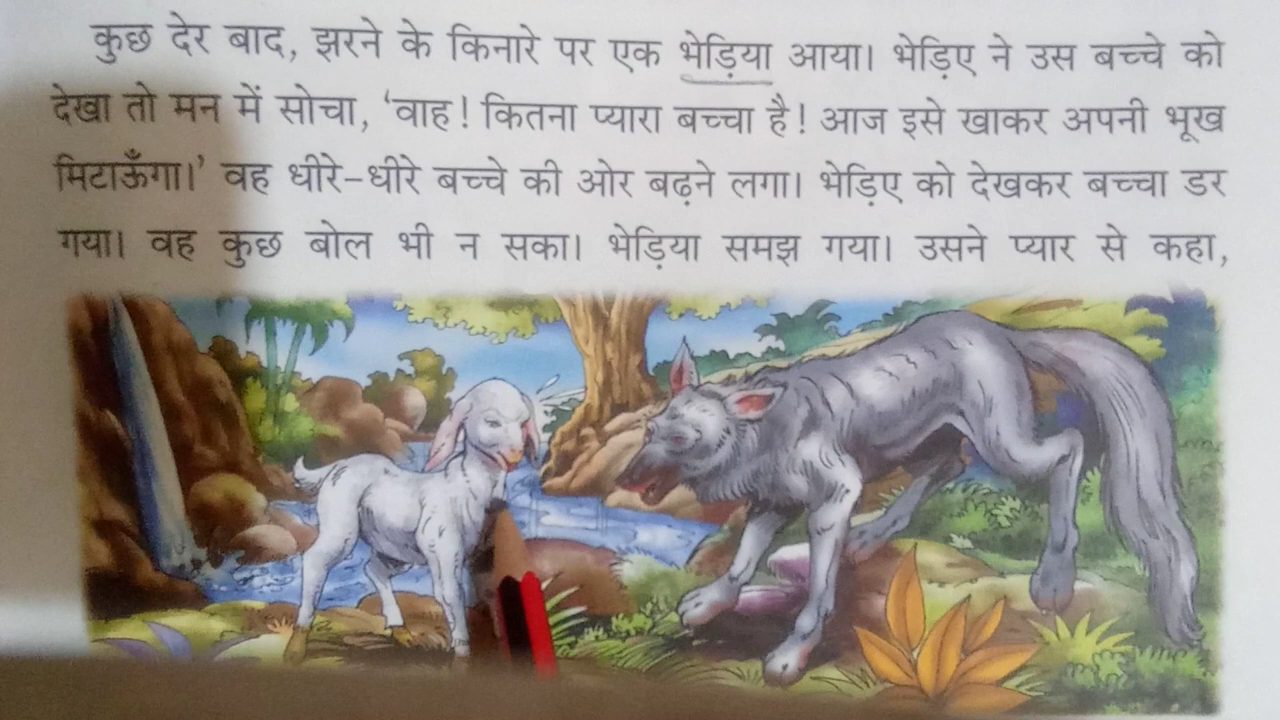 कुछ देर बाद, झरने के किनारे पर एक भेड़िया आया। भेड़िए ने उस बच्चे को
देखा तो मन में सोचा, ‘वाह! कितना प्यारा बच्चा है! आज इसे खाकर अपनी भूख
मिटाऊँगा।’ वह धीरे-धीरे बच्चे की ओर बढ़ने लगा। भेड़िए को देखकर बच्चा डर
गया। वह कुछ बोल भी न सका। भेड़िया समझ गया। उसने प्यार से कहा,